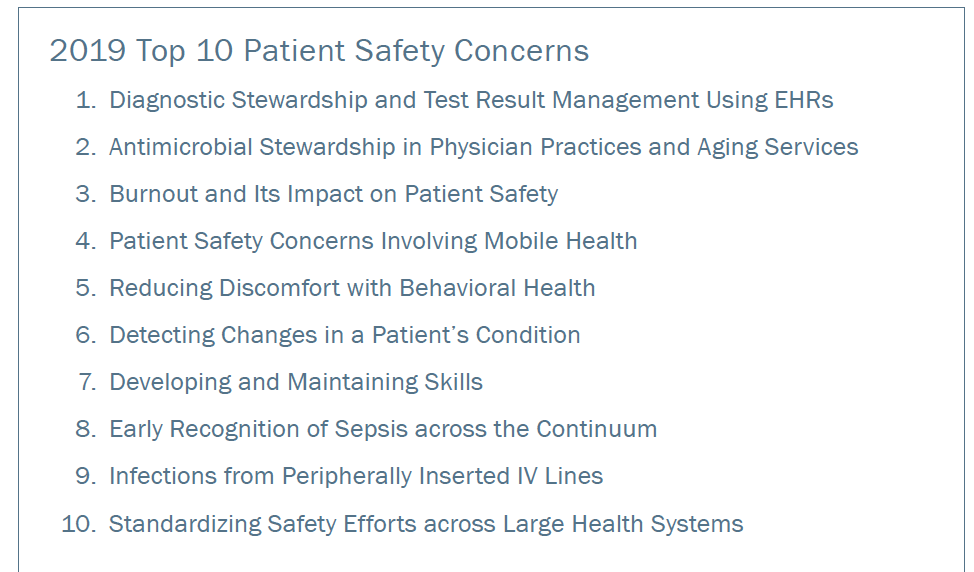 2019 Top 10 Patient Safety Concerns
1. Diagnostic Stewardship and Test Result Management Using EHRs
2. Antimicrobial Stewardship in Physician Practices and Aging Services
3. Burnout and Its Impact on Patient Safety
4. Patient Safety Concerns Involving Mobile Health
5. Reducing Discomfort with Behavioral Health
6. Detecting Changes in a Patient’s Condition
7. Developing and Maintaining Skills
8. Early Recognition of Sepsis across the Continuum
9. Infections from Peripherally Inserted IV Lines
10. Standardizing Safety Efforts across Large Health Systems